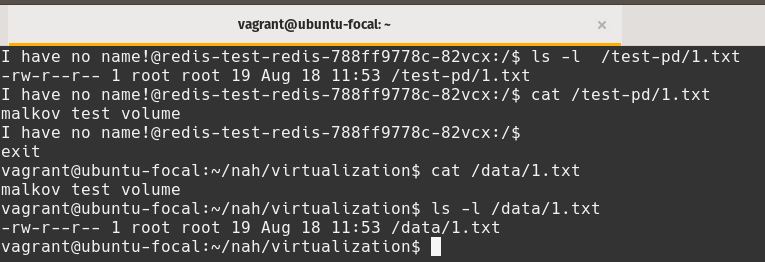 vagrant@ubuntu-focal: ~
×
I have no name!@redis-test-redis-788ff9778c-82vcx:/$ ls -l  /test-pd/1.txt
-rw-r--r-- 1 root root 19 Aug 18 11:53 /test-pd/1.txt
I have no name!@redis-test-redis-788ff9778c-82vcx:/$ cat /test-pd/1.txt
malkov test volume
I have no name!@redis-test-redis-788ff9778c-82vcx:/$
exit
vagrant@ubuntu-focal:~/nah/virtualization$ cat /data/1.txt
malkov test volume
vagrant@ubuntu-focal:~/nah/virtualization$ ls -l /data/1.txt
-rw-r--r-- 1 root root 19 Aug 18 11:53 /data/1.txt
vagrant@ubuntu-focal:~/nah/virtualization$